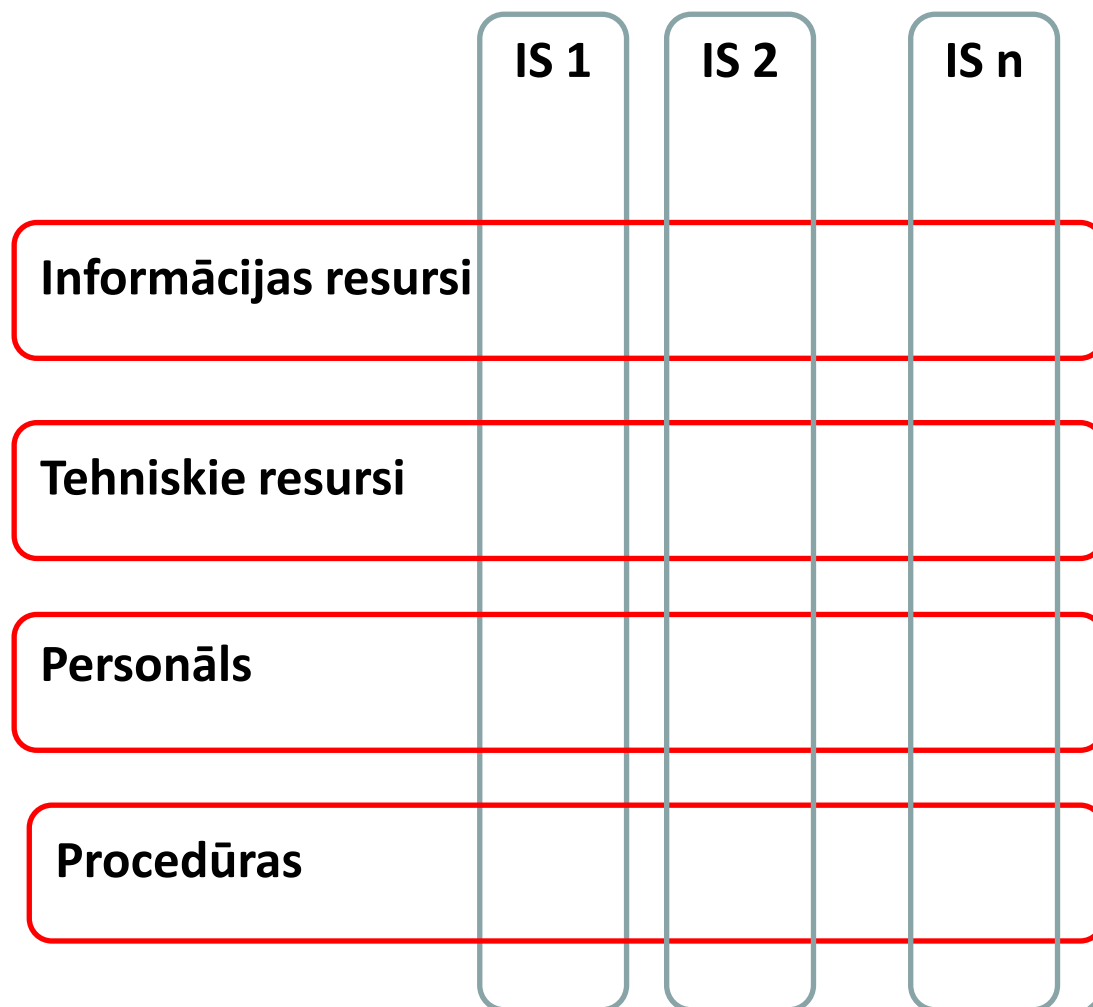 IS 1 IS 2 IS n
Informācijas resursi
Tehniskie resursi
Personāls
Procedūras